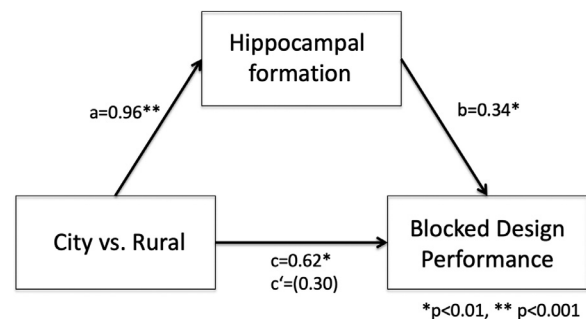 Hippocampal
formation
a=0.96**
b=0.34*
City vs. Rural
Blocked Design
Performance
c=0.62*
c‘=(0.30)
*p<0.01, ** p<0.001